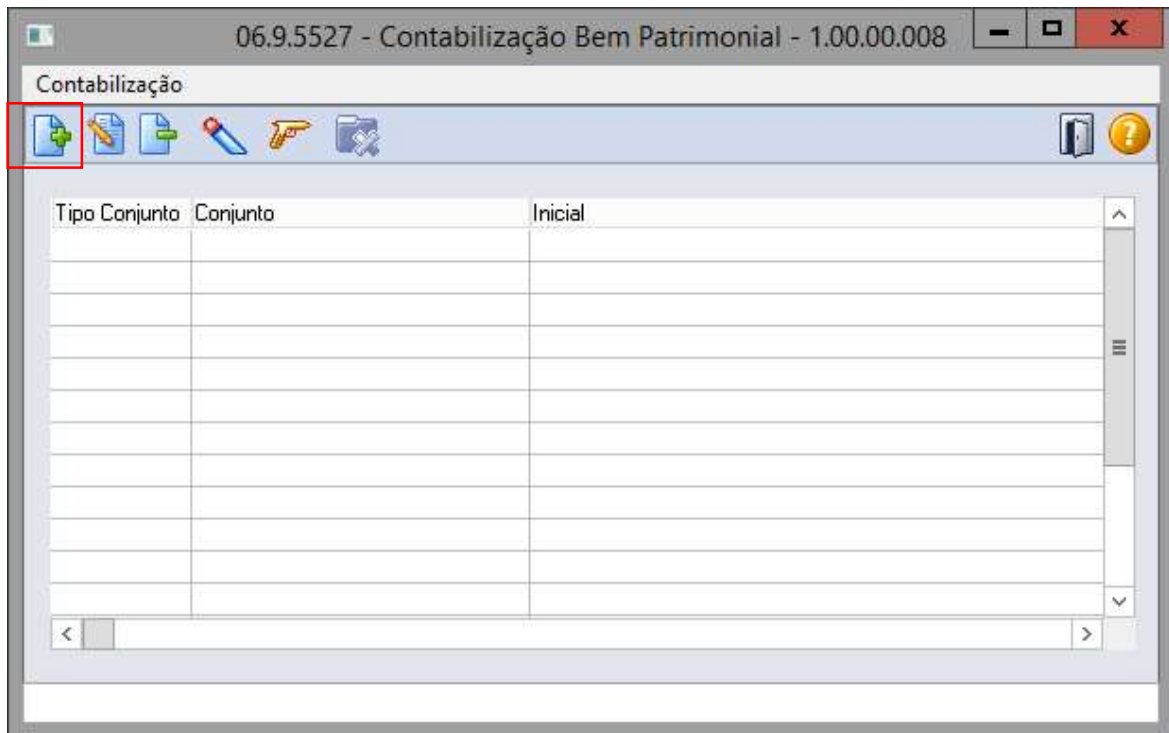 06.9.5527 - Contabilização Bem Patrimonial - 1.00.00.008
Contabilização
Tipo Conjunto Conjunto Inicial